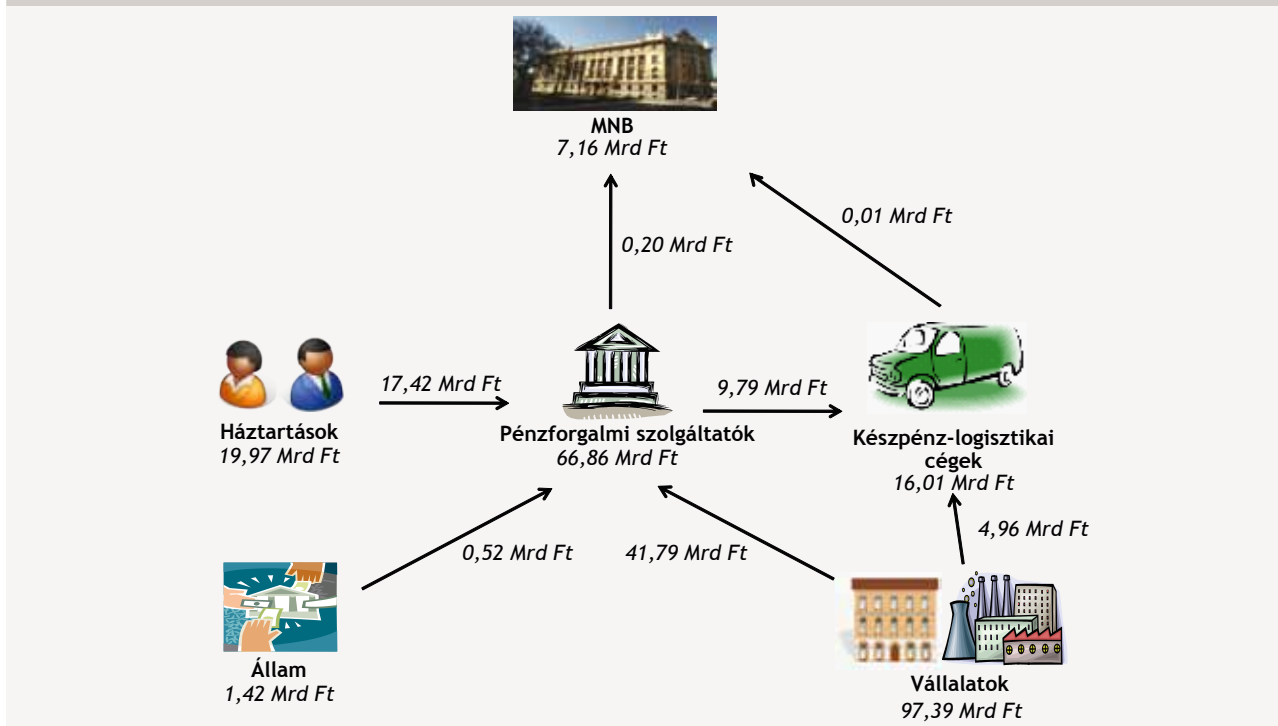 MNB
7,16 Mrd Ft
0,01 Mrd Ft
0,20 Mrd Ft
17,42 Mrd Ft
9,79 Mrd Ft
Háztartások
19,97 Mrd Ft
Pénzforgalmi szolgáltatók
66,86 Mrd Ft
Készpénz-logisztikai
cégek
16,01 Mrd Ft
0,52 Mrd Ft
41,79 Mrd Ft
4,96 Mrd Ft
Állam
1,42 Mrd Ft
Vállalatok
97,39 Mrd Ft